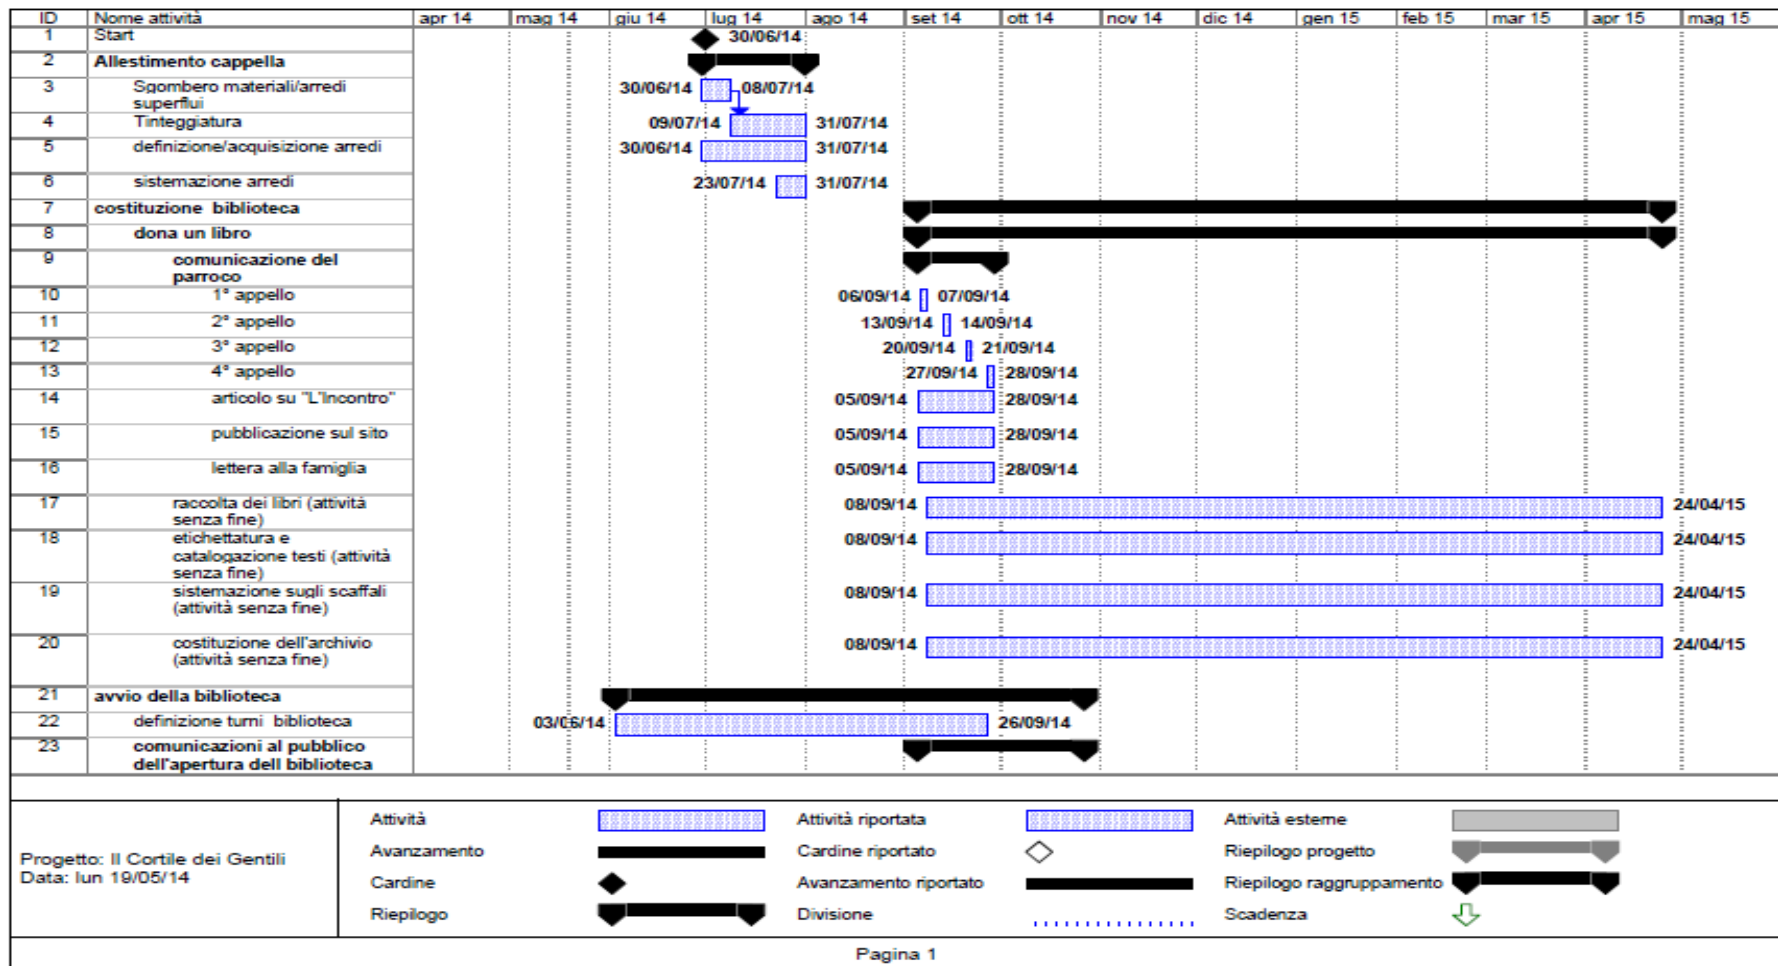 ID Nome attività apr 14 mag 14 giu 14 lug 14 ago 14 set 14 ott 14 nov 14 dic 14 gen 15 feb 15 mar 15 apr 15 mag 15
1 Start 30/06/14
2 Allestimento cappella
3 Sgombero materiali/arredi 30/06/14 08/07/14
superflui
4 Tinteggiatura 09/07/14 31/07/14
5 definizione/acquisizione arredi 30/06/14 31/07/14
6 sistemazione arredi 23/07/14 31/07/14
7 costituzione biblioteca
8 dona un libro
9 comunicazione del
parroco
10 1° appello 06/09/14 07/09/14
11 2° appello 13/09/14 14/09/14
12 3° appello 20/09/14 21/09/14
13 4° appello 27/09/14 28/09/14
14 articolo su "L'Incontro" 05/09/14 28/09/14
15 pubblicazione sul sito 05/09/14 28/09/14
16 lettera alla famiglia 05/09/14 28/09/14
17 raccolta dei libri (attività 08/09/14 24/04/15
senza fine)
18 etichettatura e 08/09/14 24/04/15
catalogazione testi (attività
senza fine)
19 sistemazione sugli scaffali 08/09/14 24/04/15
(attività senza fine)
20 costituzione dell'archivio 08/09/14 24/04/15
(attività senza fine)
21 avvio della biblioteca
22 definizione turni biblioteca 03/06/14 26/09/14
23 comunicazioni al pubblico
dell'apertura dell biblioteca
Progetto: Il Cortile dei Gentili
Data: lun 19/05/14
Attività Attività riportata Attività esterne
Avanzamento Cardine riportato Riepilogo progetto
Cardine Avanzamento riportato Riepilogo raggruppamento
Riepilogo Divisione Scadenza
Pagina 1